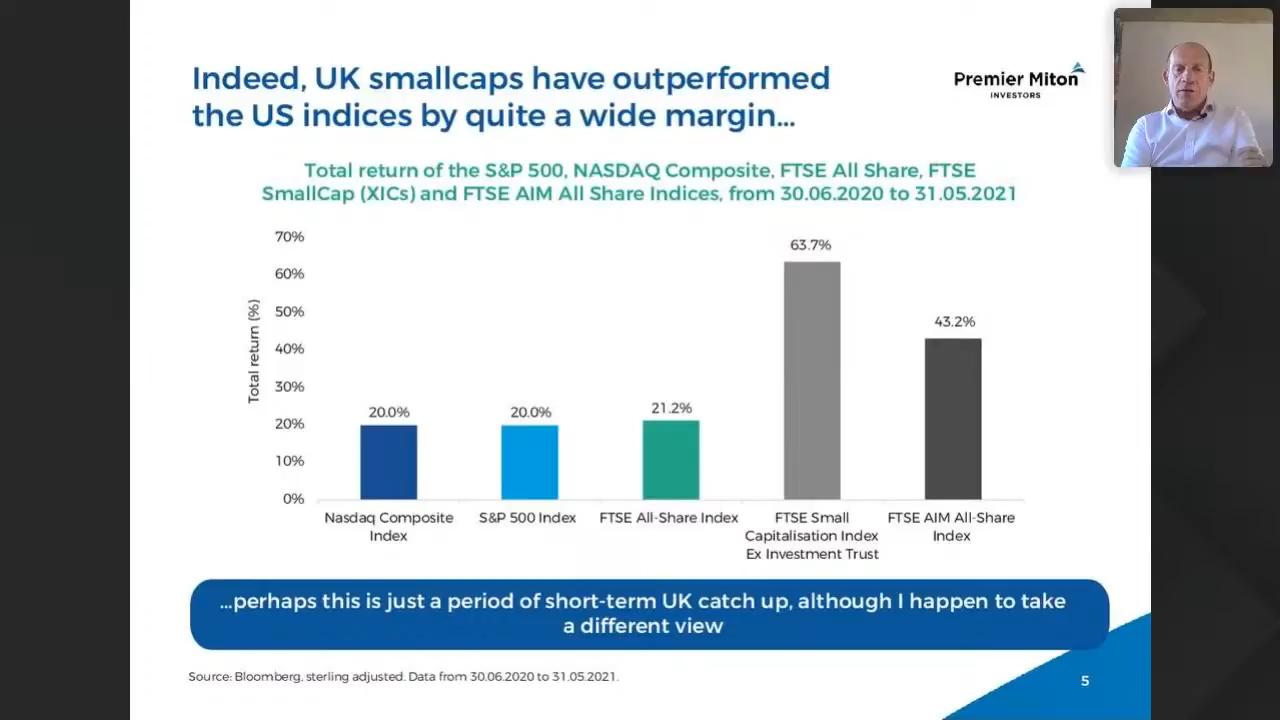 Indeed, UK smallcaps have outperformed
the US indices by quite a wide margin...
Premier Miton
INVESTORS
Total return of the S&P 500, NASDAQ Composite, FTSE All Share, FTSE
SmallCap (XICs) and FTSE AIM All Share Indices, from 30.06.2020 to 31.05.2021
Total return (%)
70%
60%
50%
40%
30%
20%
10%
0%
20.0%
20.0%
21.2%
63.7%
43.2%
Nasdaq Composite
Index
S&P 500 Index
FTSE All-Share Index
FTSE Small
Capitalisation Index
Ex Investment Trust
FTSE AIM All-Share
Index
...perhaps this is just a period of short-term UK catch up, although I happen to take
a different view
Source: Bloomberg, sterling adjusted. Data from 30.06.2020 to 31.05.2021.
5